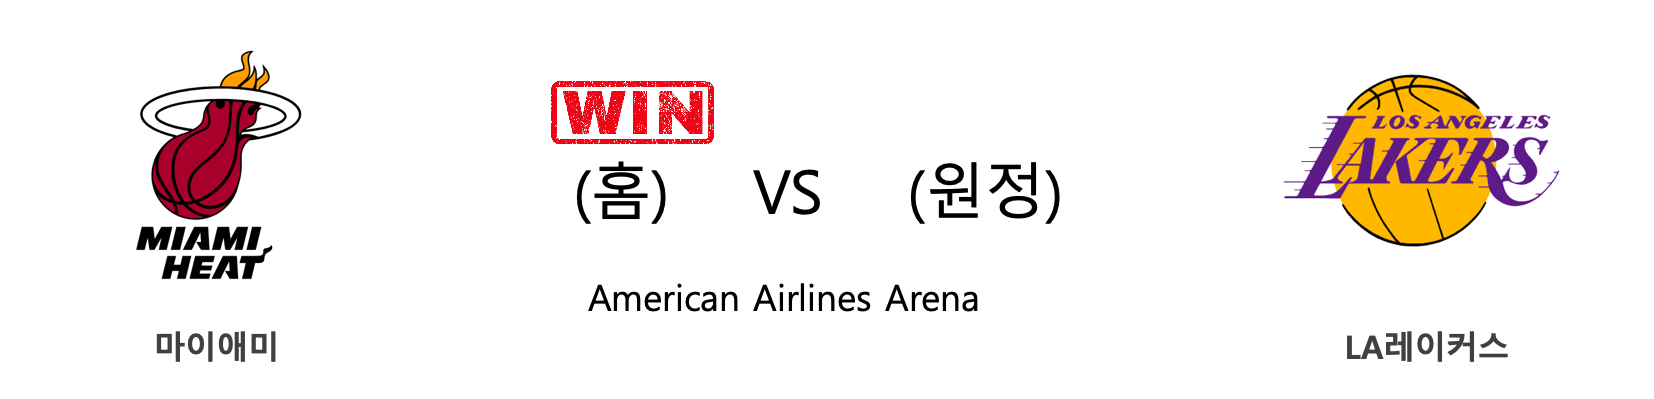 MIAMI
HEAT
마이애미
WIN
(홈) VS (원정)
American Airlines Arena
LOS ANGELES
LAKERS
LA레이커스